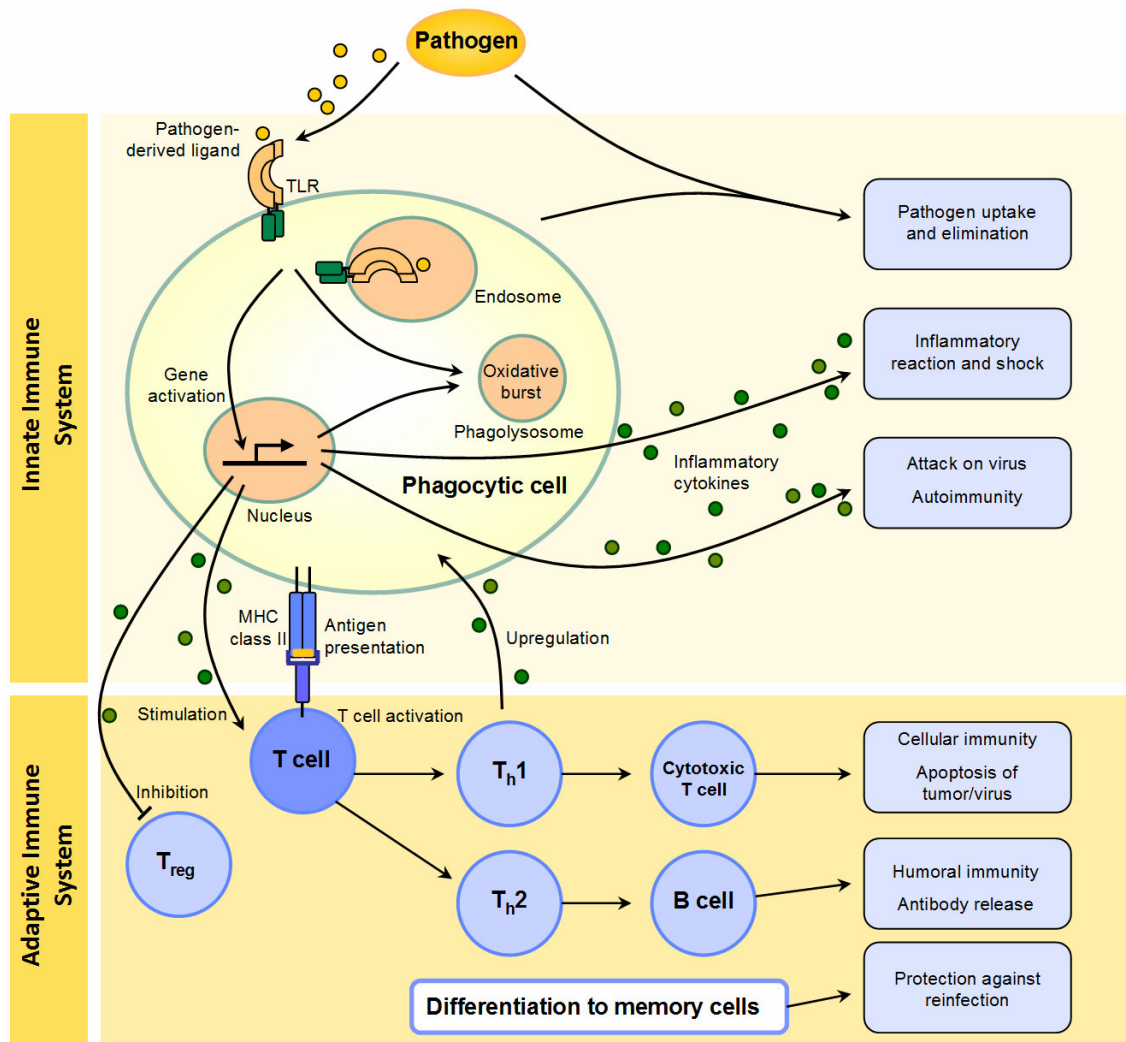 Pathogen
Pathogen-
derived ligand
TLR
Pathogen uptake
and elimination
Endosome
Innate Immune
System
Inflammatory
reaction and shock
Gene
activation
Oxidative
burst
Phagolysosome
Inflammatory
cytokines
Attack on virus
Autoimmunity
Phagocytic cell
Nucleus
MHC
class II
Antigen
presentation
Upregulation
Adaptive Immune
System
Stimulation
T cell activation
T cell
Inhibition
Treg
Th1
Cytotoxic
T cell
Cellular immunity
Apoptosis of
tumor/virus
Th2
B cell
Humoral immunity
Antibody release
Differentiation to memory cells
Protection against
reinfection